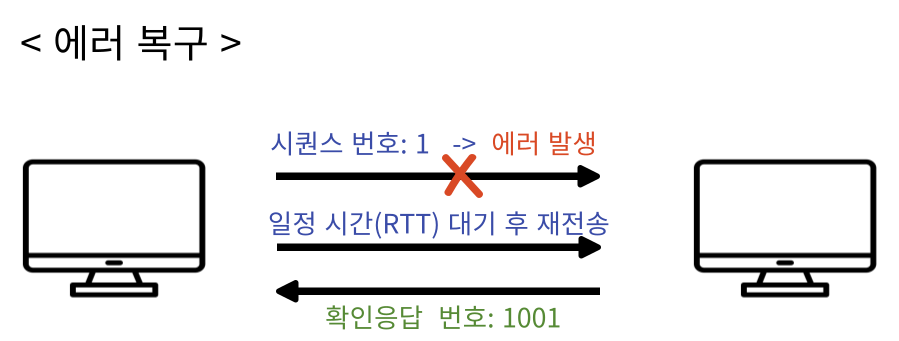 < 에러 복구 >
시퀀스 번호: 1 -> 에러 발생
일정 시간(RTT) 대기 후 재전송
확인응답 번호: 1001